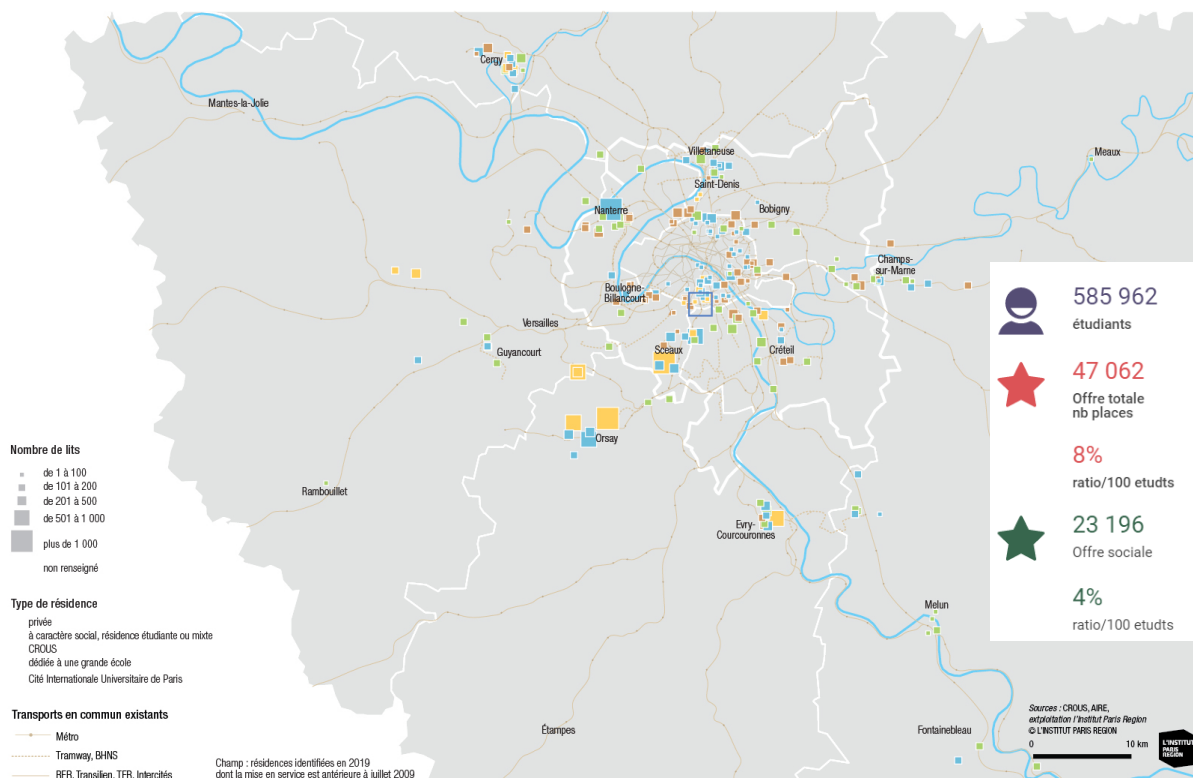 Cergy
Mantes-la-Jolie
Meaux
Villetaneuse
Saint-Denis
Nanterre
Bobigny
Champs-
sur-Marne
Boulogne-
Billancourt
Versailles
Guyancourt
Sceaux
Créteil
Orsay
Rambouillet
Evry-
Courcouronnes
Melun
Étampes
Fontainebleau
585 962
étudiants
47 062
Offre totale
nb places
8%
ratio/100 etudts
23 196
Offre sociale
4%
ratio/100 etudts
Nombre de lits
de 1 à 100
de 101 à 200
de 201 à 500
de 501 à 1 000
plus de 1 000
non renseigné
Type de résidence
privée
à caractère social, résidence étudiante ou mixte
CROUS
dédiée à une grande école
Cité Internationale Universitaire de Paris
Transports en commun existants
Métro
Tramway, BHNS
RER, Transilien, TER, Intercités
Champ : résidences identifiées en 2019
dont la mise en service est antérieure à juillet 2009
Sources : CROUS, AIRE,
extploitation l'Institut Paris Region
© L'INSTITUT PARIS REGION
0 10 km
L'INSTITUT
PARIS
REGION